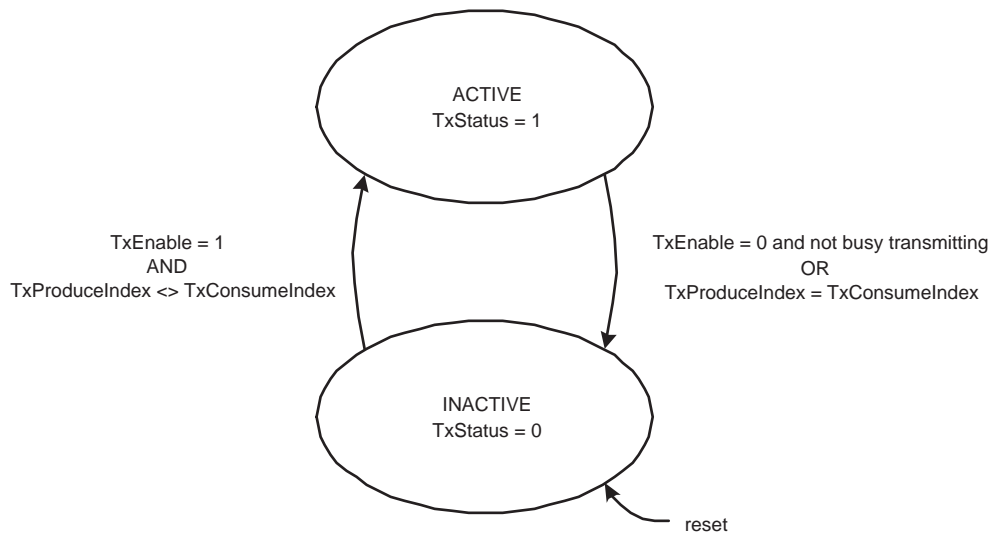 ACTIVE
TxStatus = 1
TxEnable = 1
AND
TxProduceIndex <> TxConsumeIndex
TxEnable = 0 and not busy transmitting
OR
TxProduceIndex = TxConsumeIndex
INACTIVE
TxStatus = 0
reset